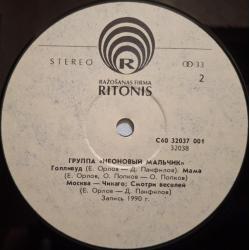 STEREO
33
R
2
RAŽOŠANAS FIRMA
RITONIS
С60 32037 001
32038
ГРУППА «НЕОНОВЫЙ МАЛЬЧИК»
Голливуд (Е. Орлов — Д. Панфилов). Мама
(Е. Орлов, О. Попков — О. Попков)
Москва — Чикаго; Смотри веселей
(Е. Орлов — Д. Панфилов)
Запись 1990 г.